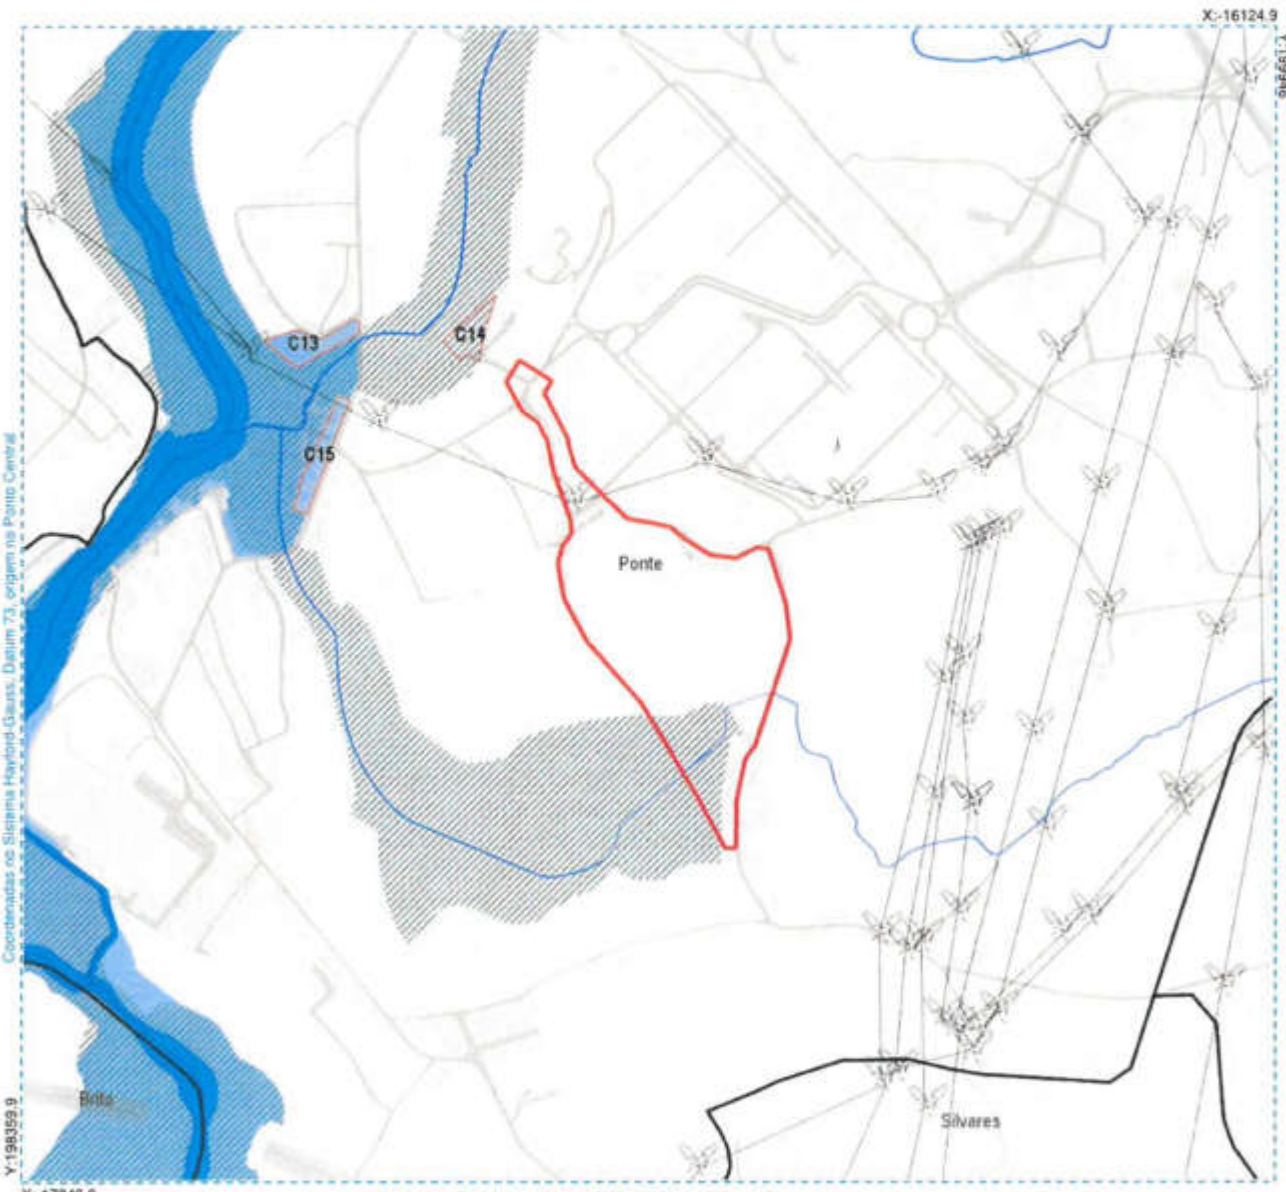 X:-16124.9
C13
C14
C15
Ponte
Coordenadas no Sistema Hayford-Gauss, Datum 73, origem no Ponto Central
Y:198359.9
Brito
Silvares